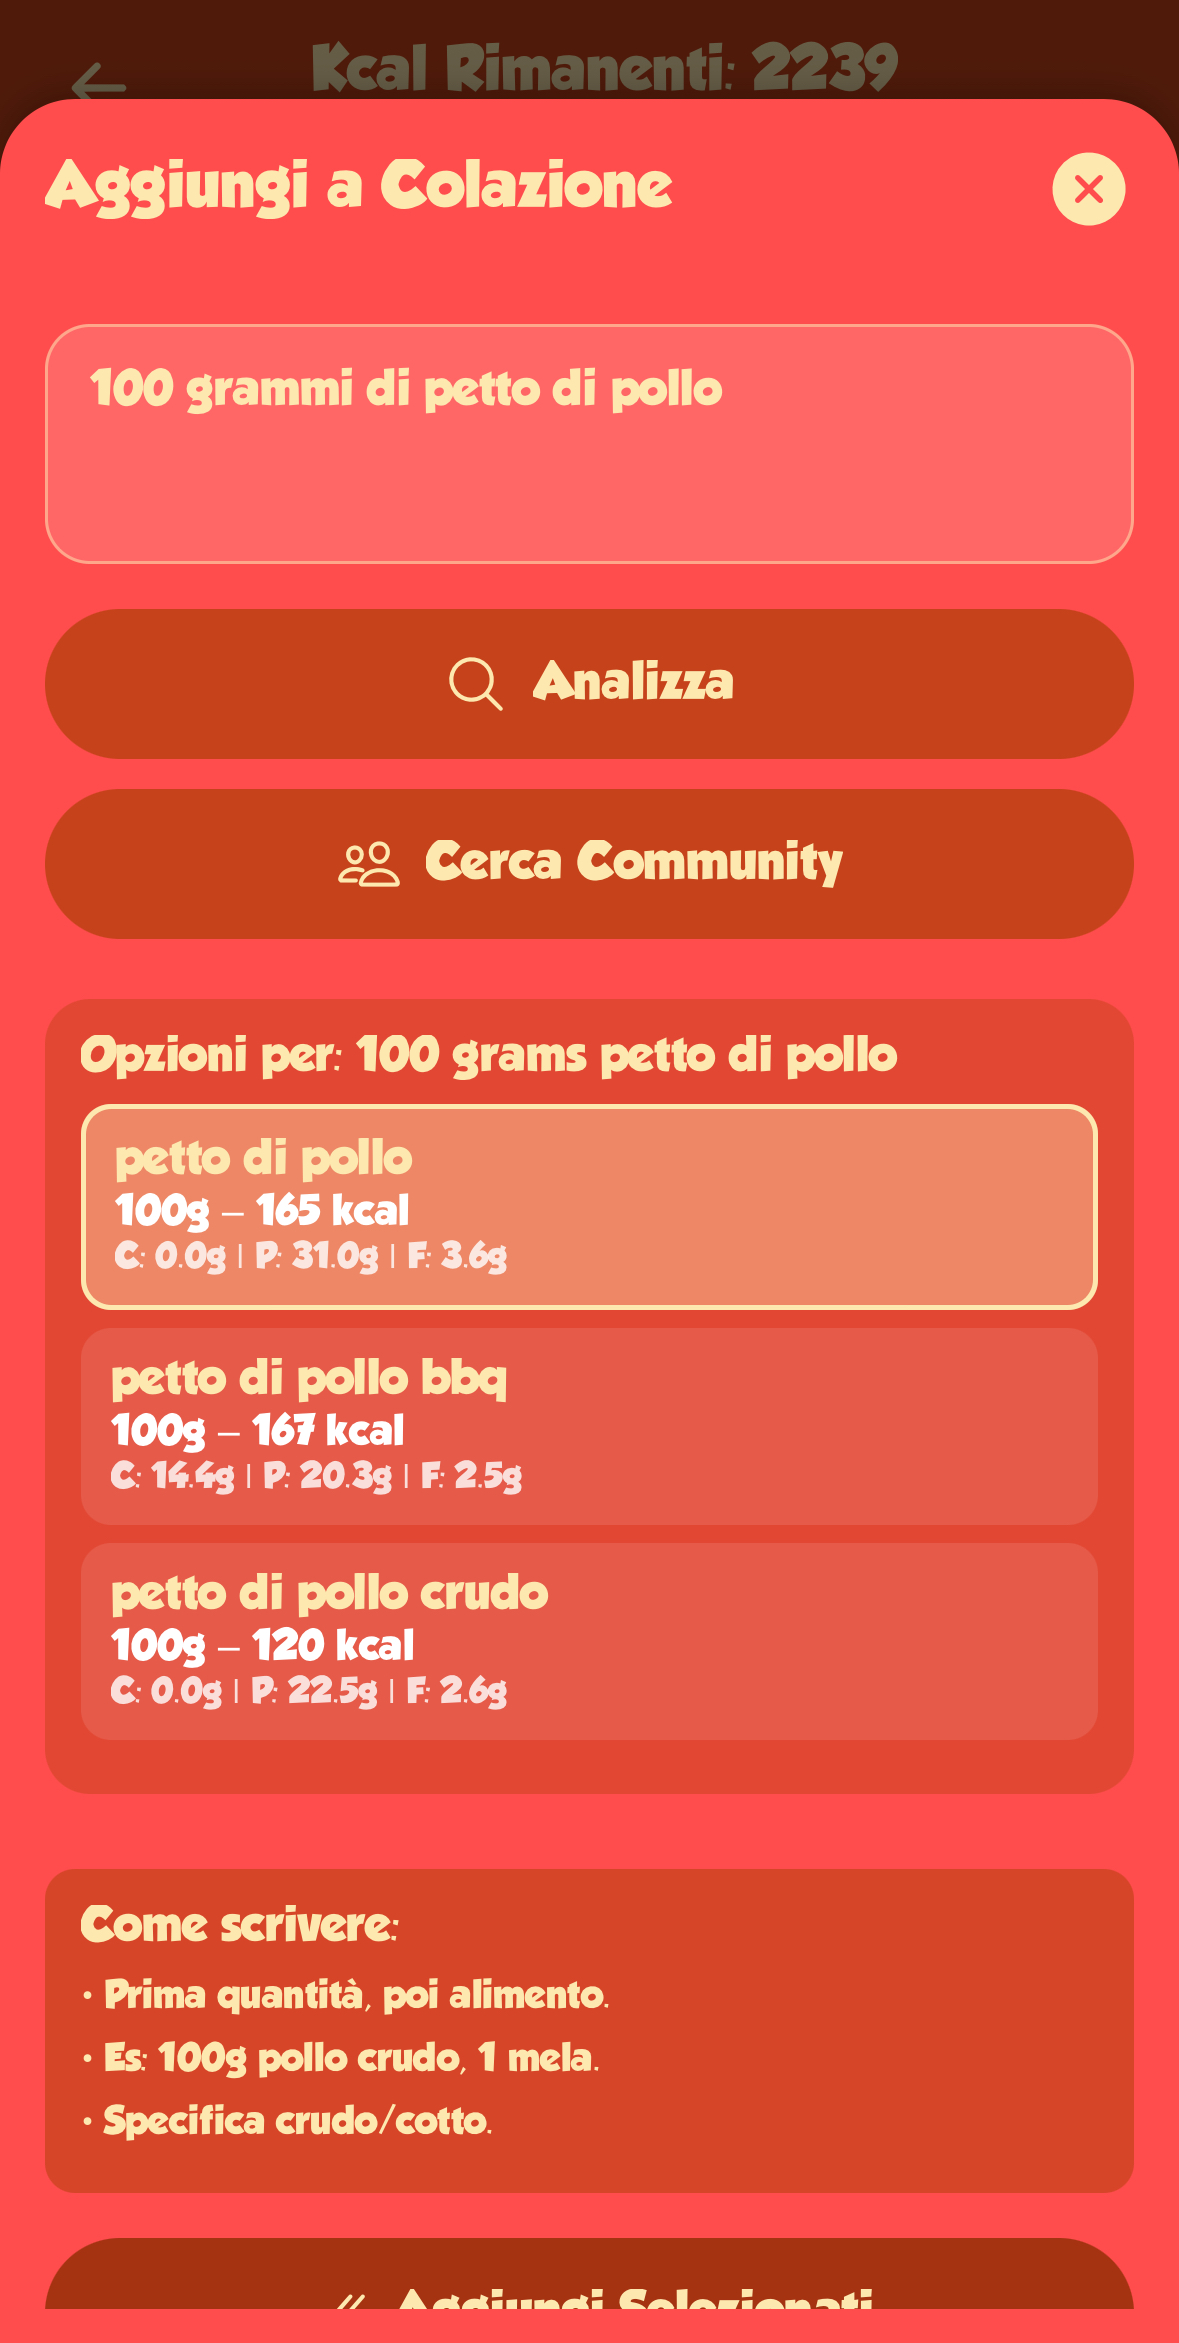 Kcal Rimanenti: 2239
Aggiungi a Colazione
100 grammi di petto di pollo
Analizza
Cerca Community
Opzioni per: 100 grams petto di pollo
petto di pollo
100g – 165 kcal
C: 0.0g | P: 31.0g | F: 3.6g
petto di pollo bbq
100g – 167 kcal
C: 14.4g | P: 20.3g | F: 2.5g
petto di pollo crudo
100g – 120 kcal
C: 0.0g | P: 22.5g | F: 2.6g
Come scrivere:
• Prima quantità, poi alimento.
• Es: 100g pollo crudo, 1 mela.
• Specifica crudo/cotto.
Aggiungi Selezionati